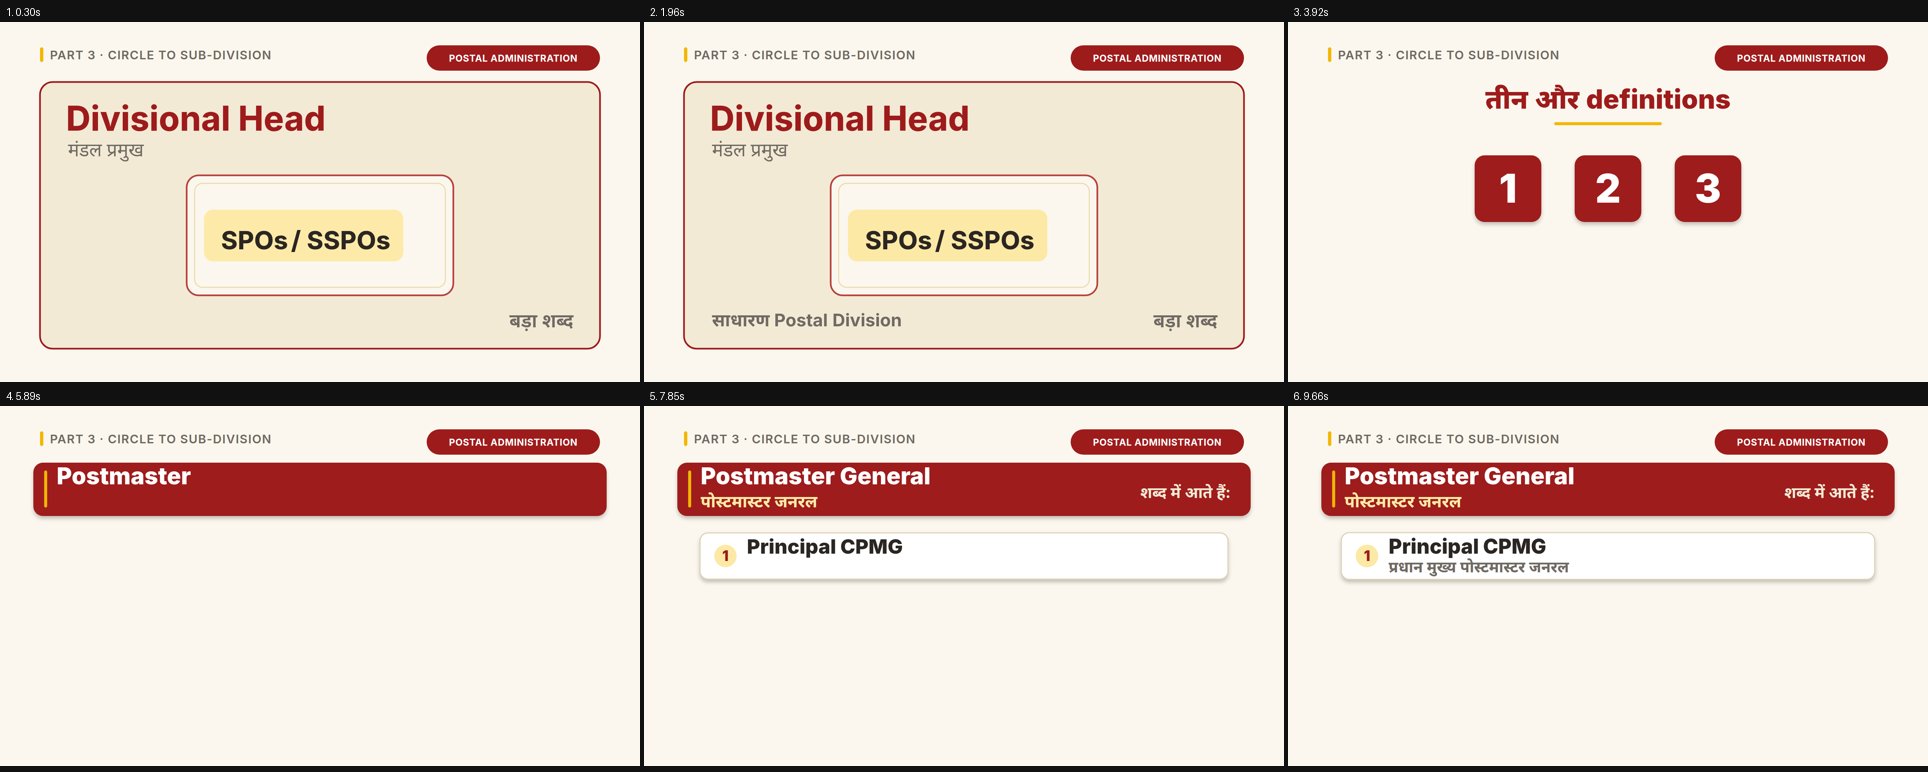 1. 0.30s
PART 3 · CIRCLE TO SUB-DIVISION
POSTAL ADMINISTRATION
Divisional Head
मंडल प्रमुख
SPOs / SSPOs
बड़ा शब्द
2. 1.96s
PART 3 · CIRCLE TO SUB-DIVISION
POSTAL ADMINISTRATION
Divisional Head
मंडल प्रमुख
SPOs / SSPOs
साधारण Postal Division
बड़ा शब्द
3. 3.92s
PART 3 · CIRCLE TO SUB-DIVISION
POSTAL ADMINISTRATION
तीन और definitions
1 2 3
4. 5.89s
PART 3 · CIRCLE TO SUB-DIVISION
POSTAL ADMINISTRATION
Postmaster
5. 7.85s
PART 3 · CIRCLE TO SUB-DIVISION
POSTAL ADMINISTRATION
Postmaster General
पोस्टमास्टर जनरल
शब्द में आते हैं:
1 Principal CPMG
6. 9.66s
PART 3 · CIRCLE TO SUB-DIVISION
POSTAL ADMINISTRATION
Postmaster General
पोस्टमास्टर जनरल
शब्द में आते हैं:
1 Principal CPMG
प्रधान मुख्य पोस्टमास्टर जनरल